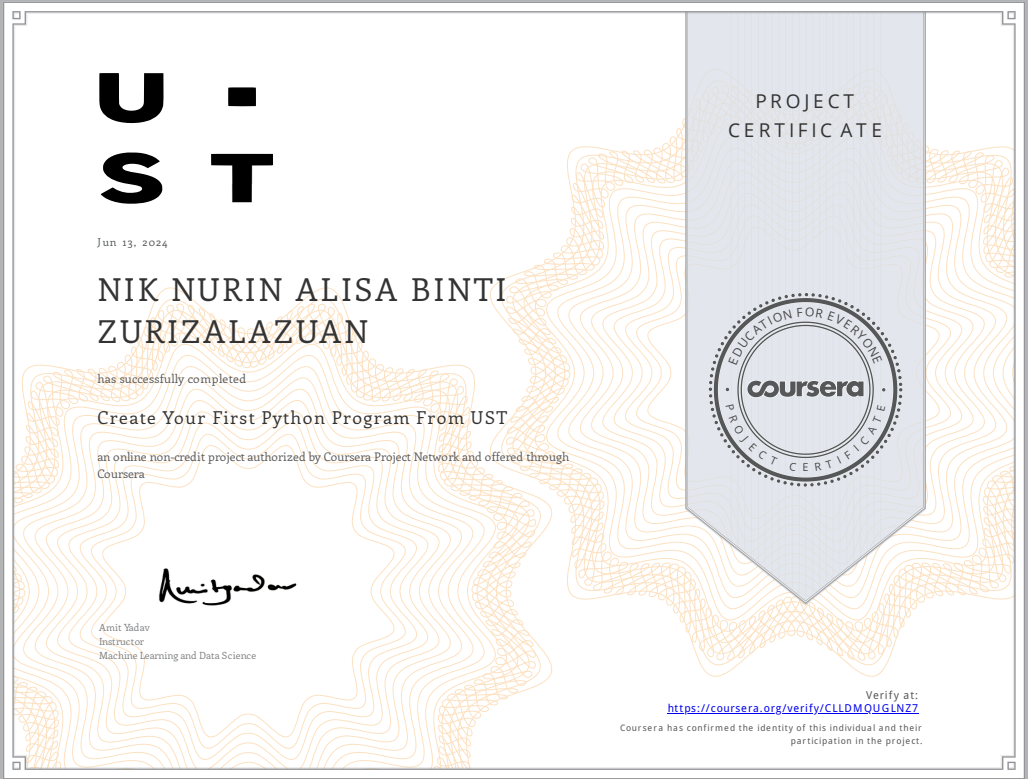 U ·
S T
Jun 13, 2024
NIK NURIN ALISA BINTI
ZURIZALAZUAN
has successfully completed
Create Your First Python Program From UST
an online non-credit project authorized by Coursera Project Network and offered through
Coursera
Amit Yadav
Amit Yadav
Instructor
Machine Learning and Data Science
PROJECT
CERTIFICATE
EDUCATION FOR EVERYONE
coursera
PROJECT CERTIFICATE
Verify at:
https://coursera.org/verify/CLLDMQUGLNZ7
Coursera has confirmed the identity of this individual and their
participation in the project.